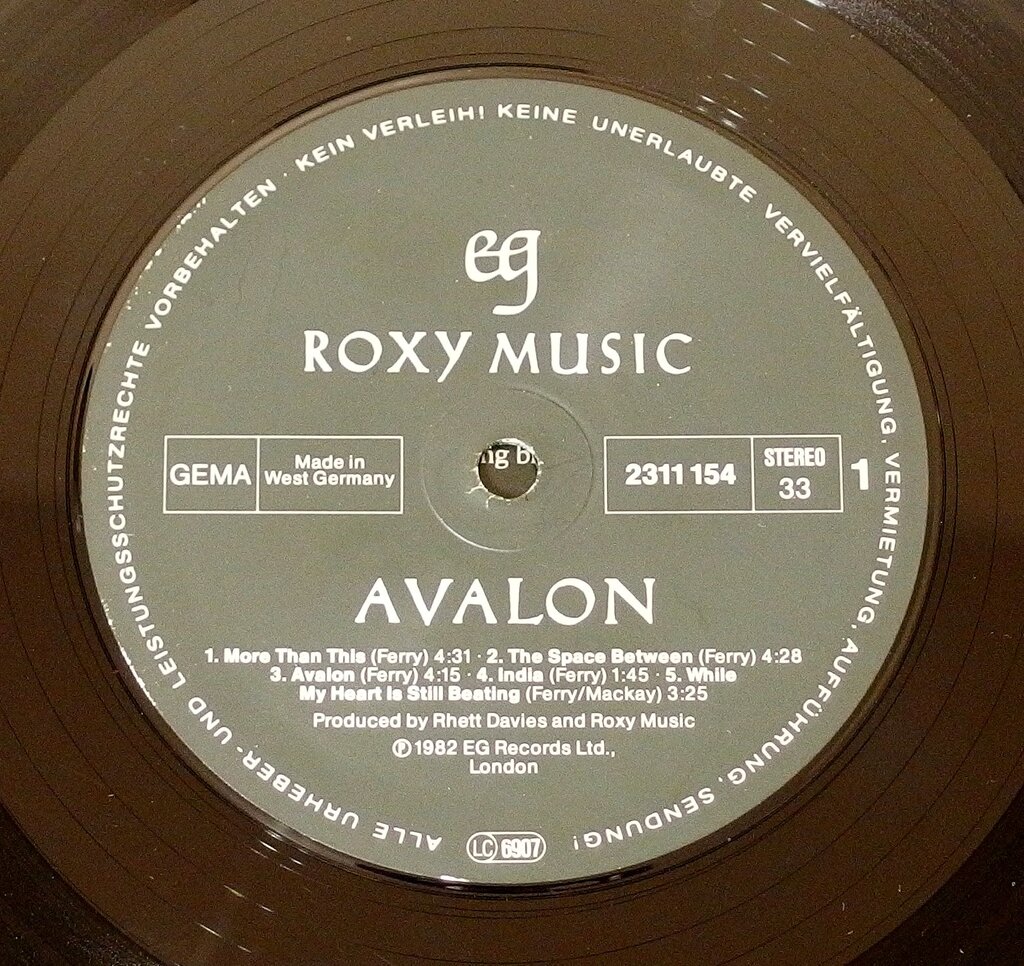 ALLE URHEBER- UND LEISTUNGSSCHUTZRECHTE VORBEHALTEN · KEIN VERLEIH! KEINE UNERLAUBTE VERVIELFÄLTIGUNG, VERMIETUNG, AUFFÜHRUNG, SENDUNG!
eg
ROXY MUSIC
GEMA
Made in
West Germany
2311 154
STEREO
33
1
AVALON
1. More Than This (Ferry) 4:31 · 2. The Space Between (Ferry) 4:28
3. Avalon (Ferry) 4:15 · 4. India (Ferry) 1:45 · 5. While
My Heart Is Still Beating (Ferry/Mackay) 3:25
Produced by Rhett Davies and Roxy Music
℗ 1982 EG Records Ltd.,
London
LC 6907